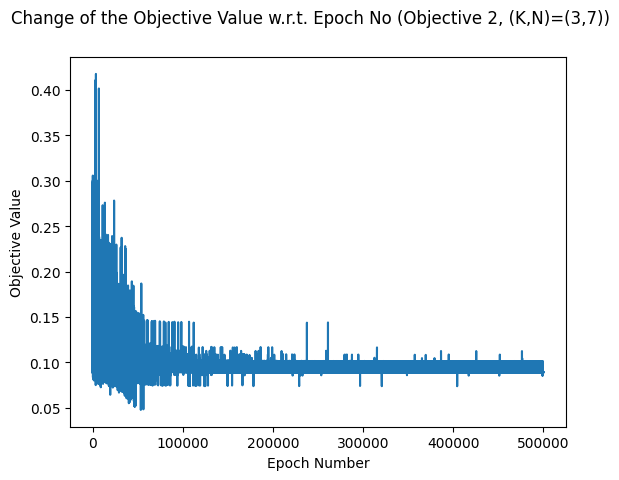 Change of the Objective Value w.r.t. Epoch No (Objective 2, (K,N)=(3,7))
0.40
0.35
0.30
0.25
0.20
0.15
0.10
0.05
Objective Value
0 100000 200000 300000 400000 500000
Epoch Number